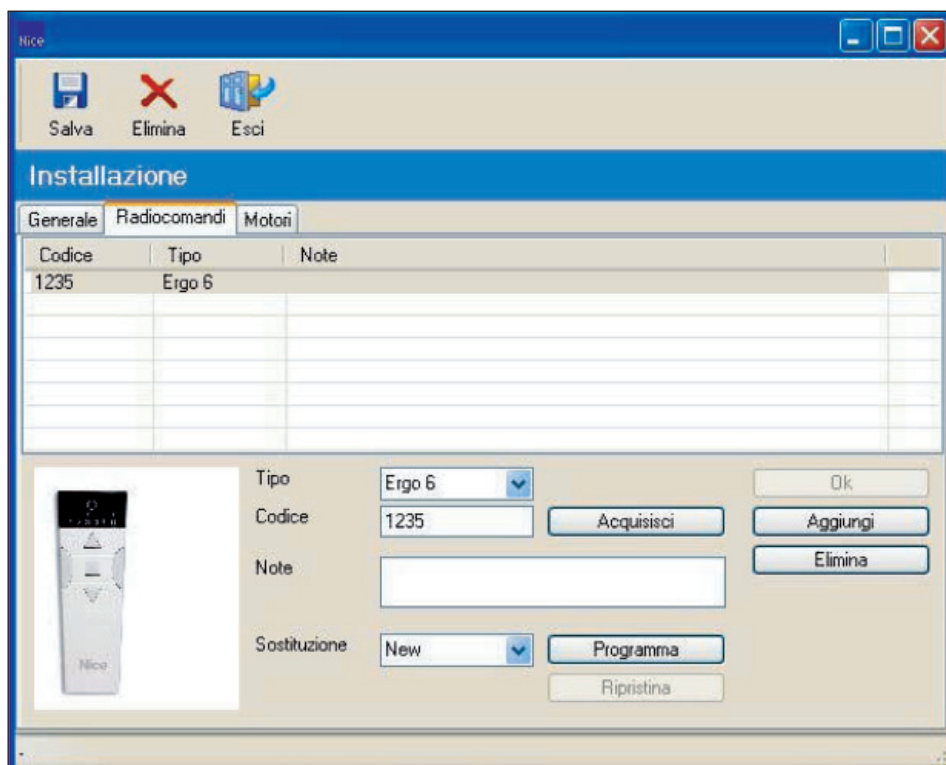 Nice
Salva Elimina Esci
Installazione
Generale Radiocomandi Motori
Codice Tipo Note
1235 Ergo 6
Tipo Ergo 6 Ok
Codice 1235 Acquisisci Aggiungi
Elimina
Note
Sostituzione New Programma
Ripristina
Nice